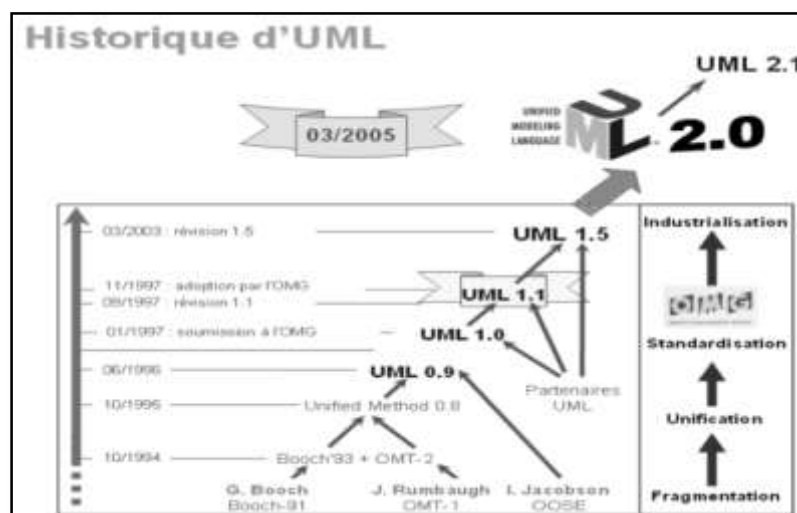 Historique d'UML
UML 2.1
03/2005
UNIFIED
MODELING
LANGUAGE
UML 2.0
03/2003 : révision 1.5
UML 1.5
Industrialisation
11/1997 : adoption par l'OMG
09/1997 : révision 1.1
UML 1.1
OMG
01/1997 : soumission à l'OMG
UML 1.0
Standardisation
06/1996
UML 0.9
Partenaires
UML
10/1995
Unified Method 0.8
Unification
10/1994
Booch'93 + OMT-2
G. Booch
Booch-91
J. Rumbaugh
OMT-1
I. Jacobson
OOSE
Fragmentation